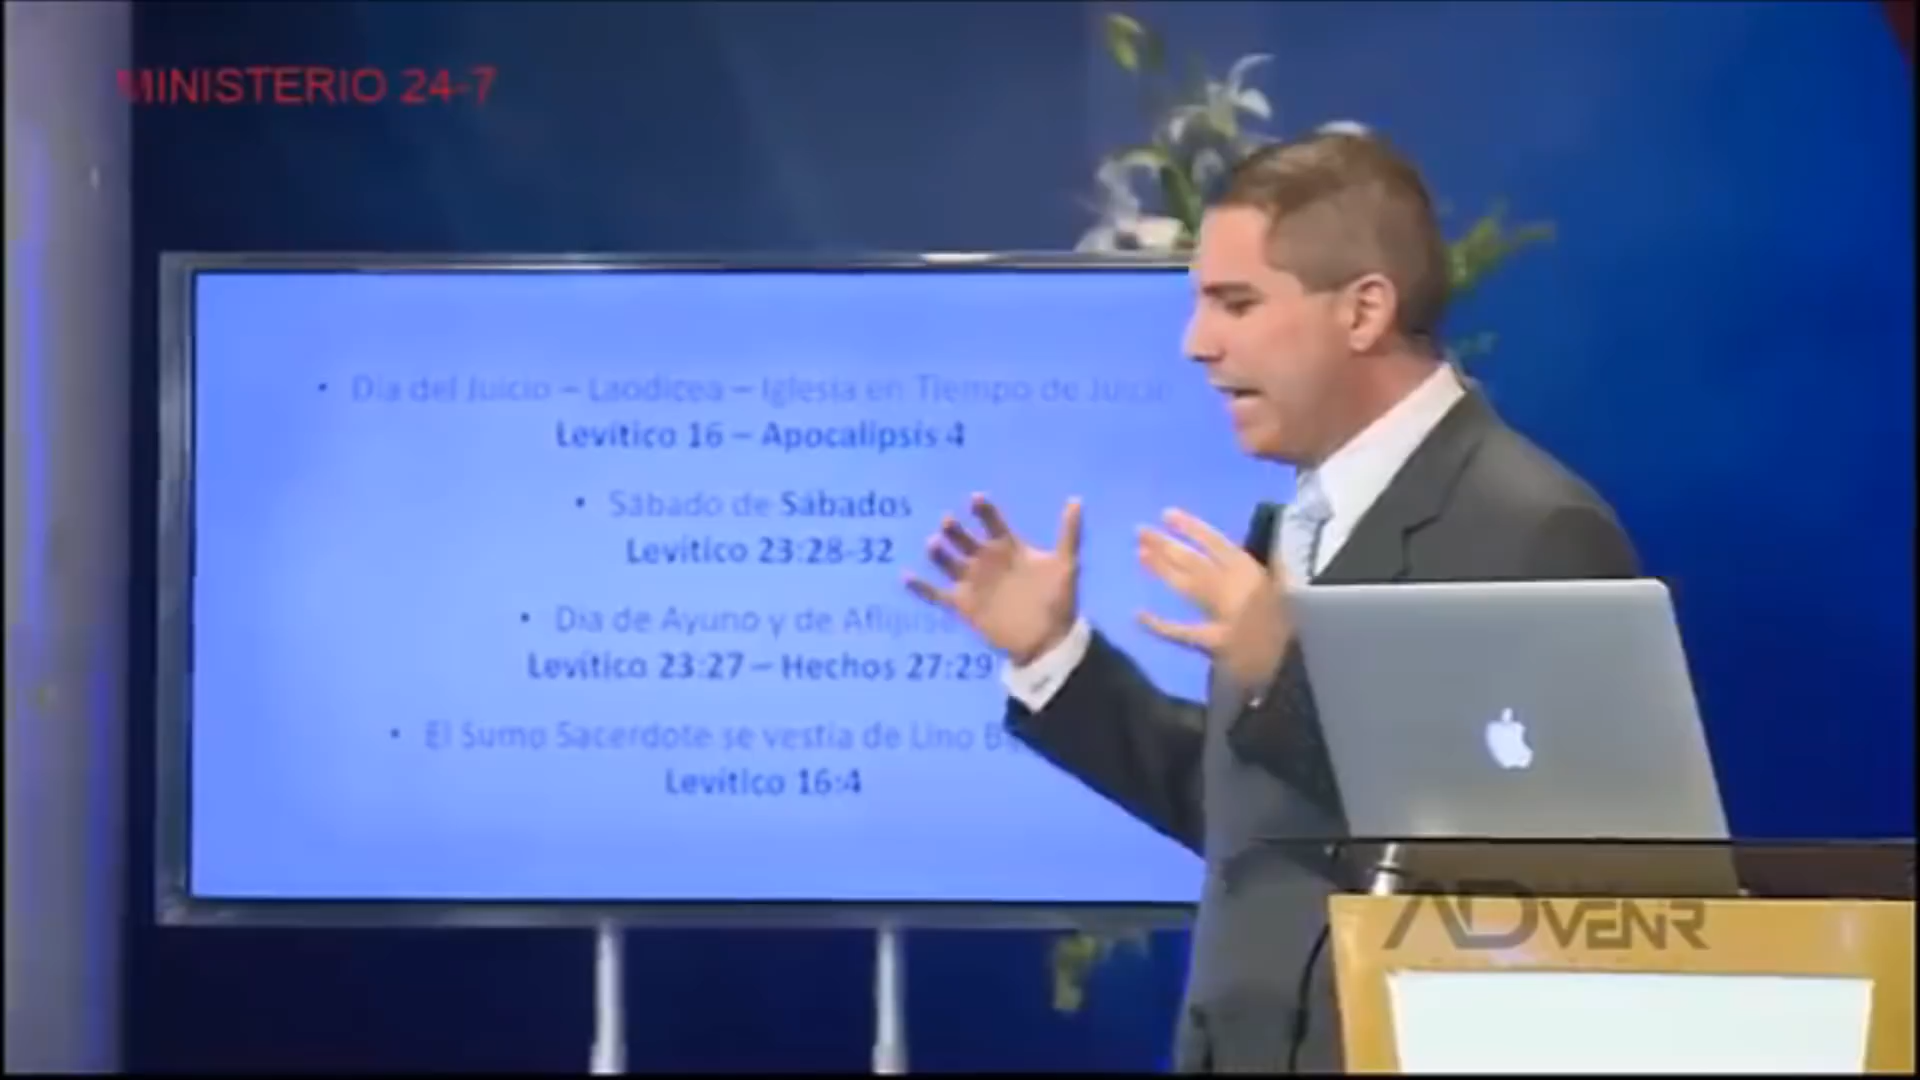 MINISTERIO 24-7
• Día del Juicio – Laodicea – Iglesia en Tiempo de Juicio
Levítico 16 – Apocalipsis 4
• Sábado de Sábados
Levítico 23:28-32
• Día de Ayuno y de Afligirse
Levítico 23:27 – Hechos 27:29
• El Sumo Sacerdote se vestía de Lino
Levítico 16:4
ADVENIR